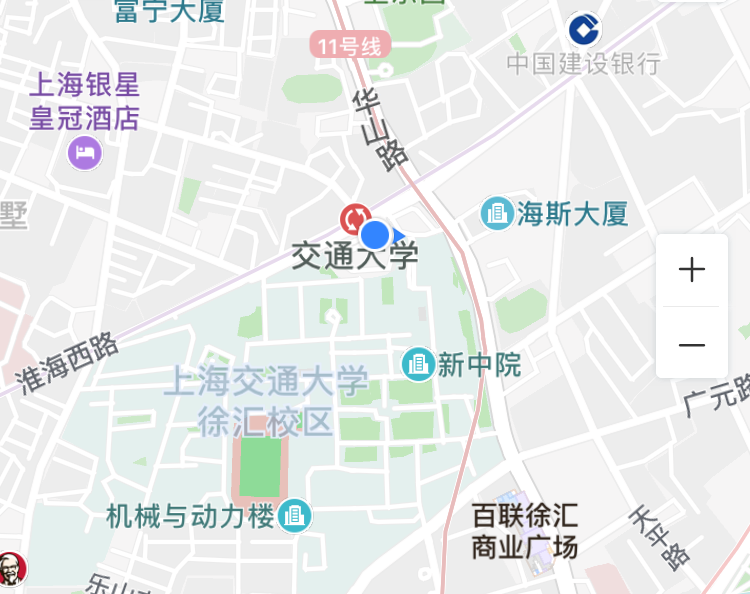 富宁大厦
11号线
中国建设银行
上海银星
皇冠酒店
华山路
墅
海斯大厦
交通大学
淮海西路
新中院
上海交通大学
徐汇校区
广元路
机械与动力楼
百联徐汇
商业广场
天平路
乐山